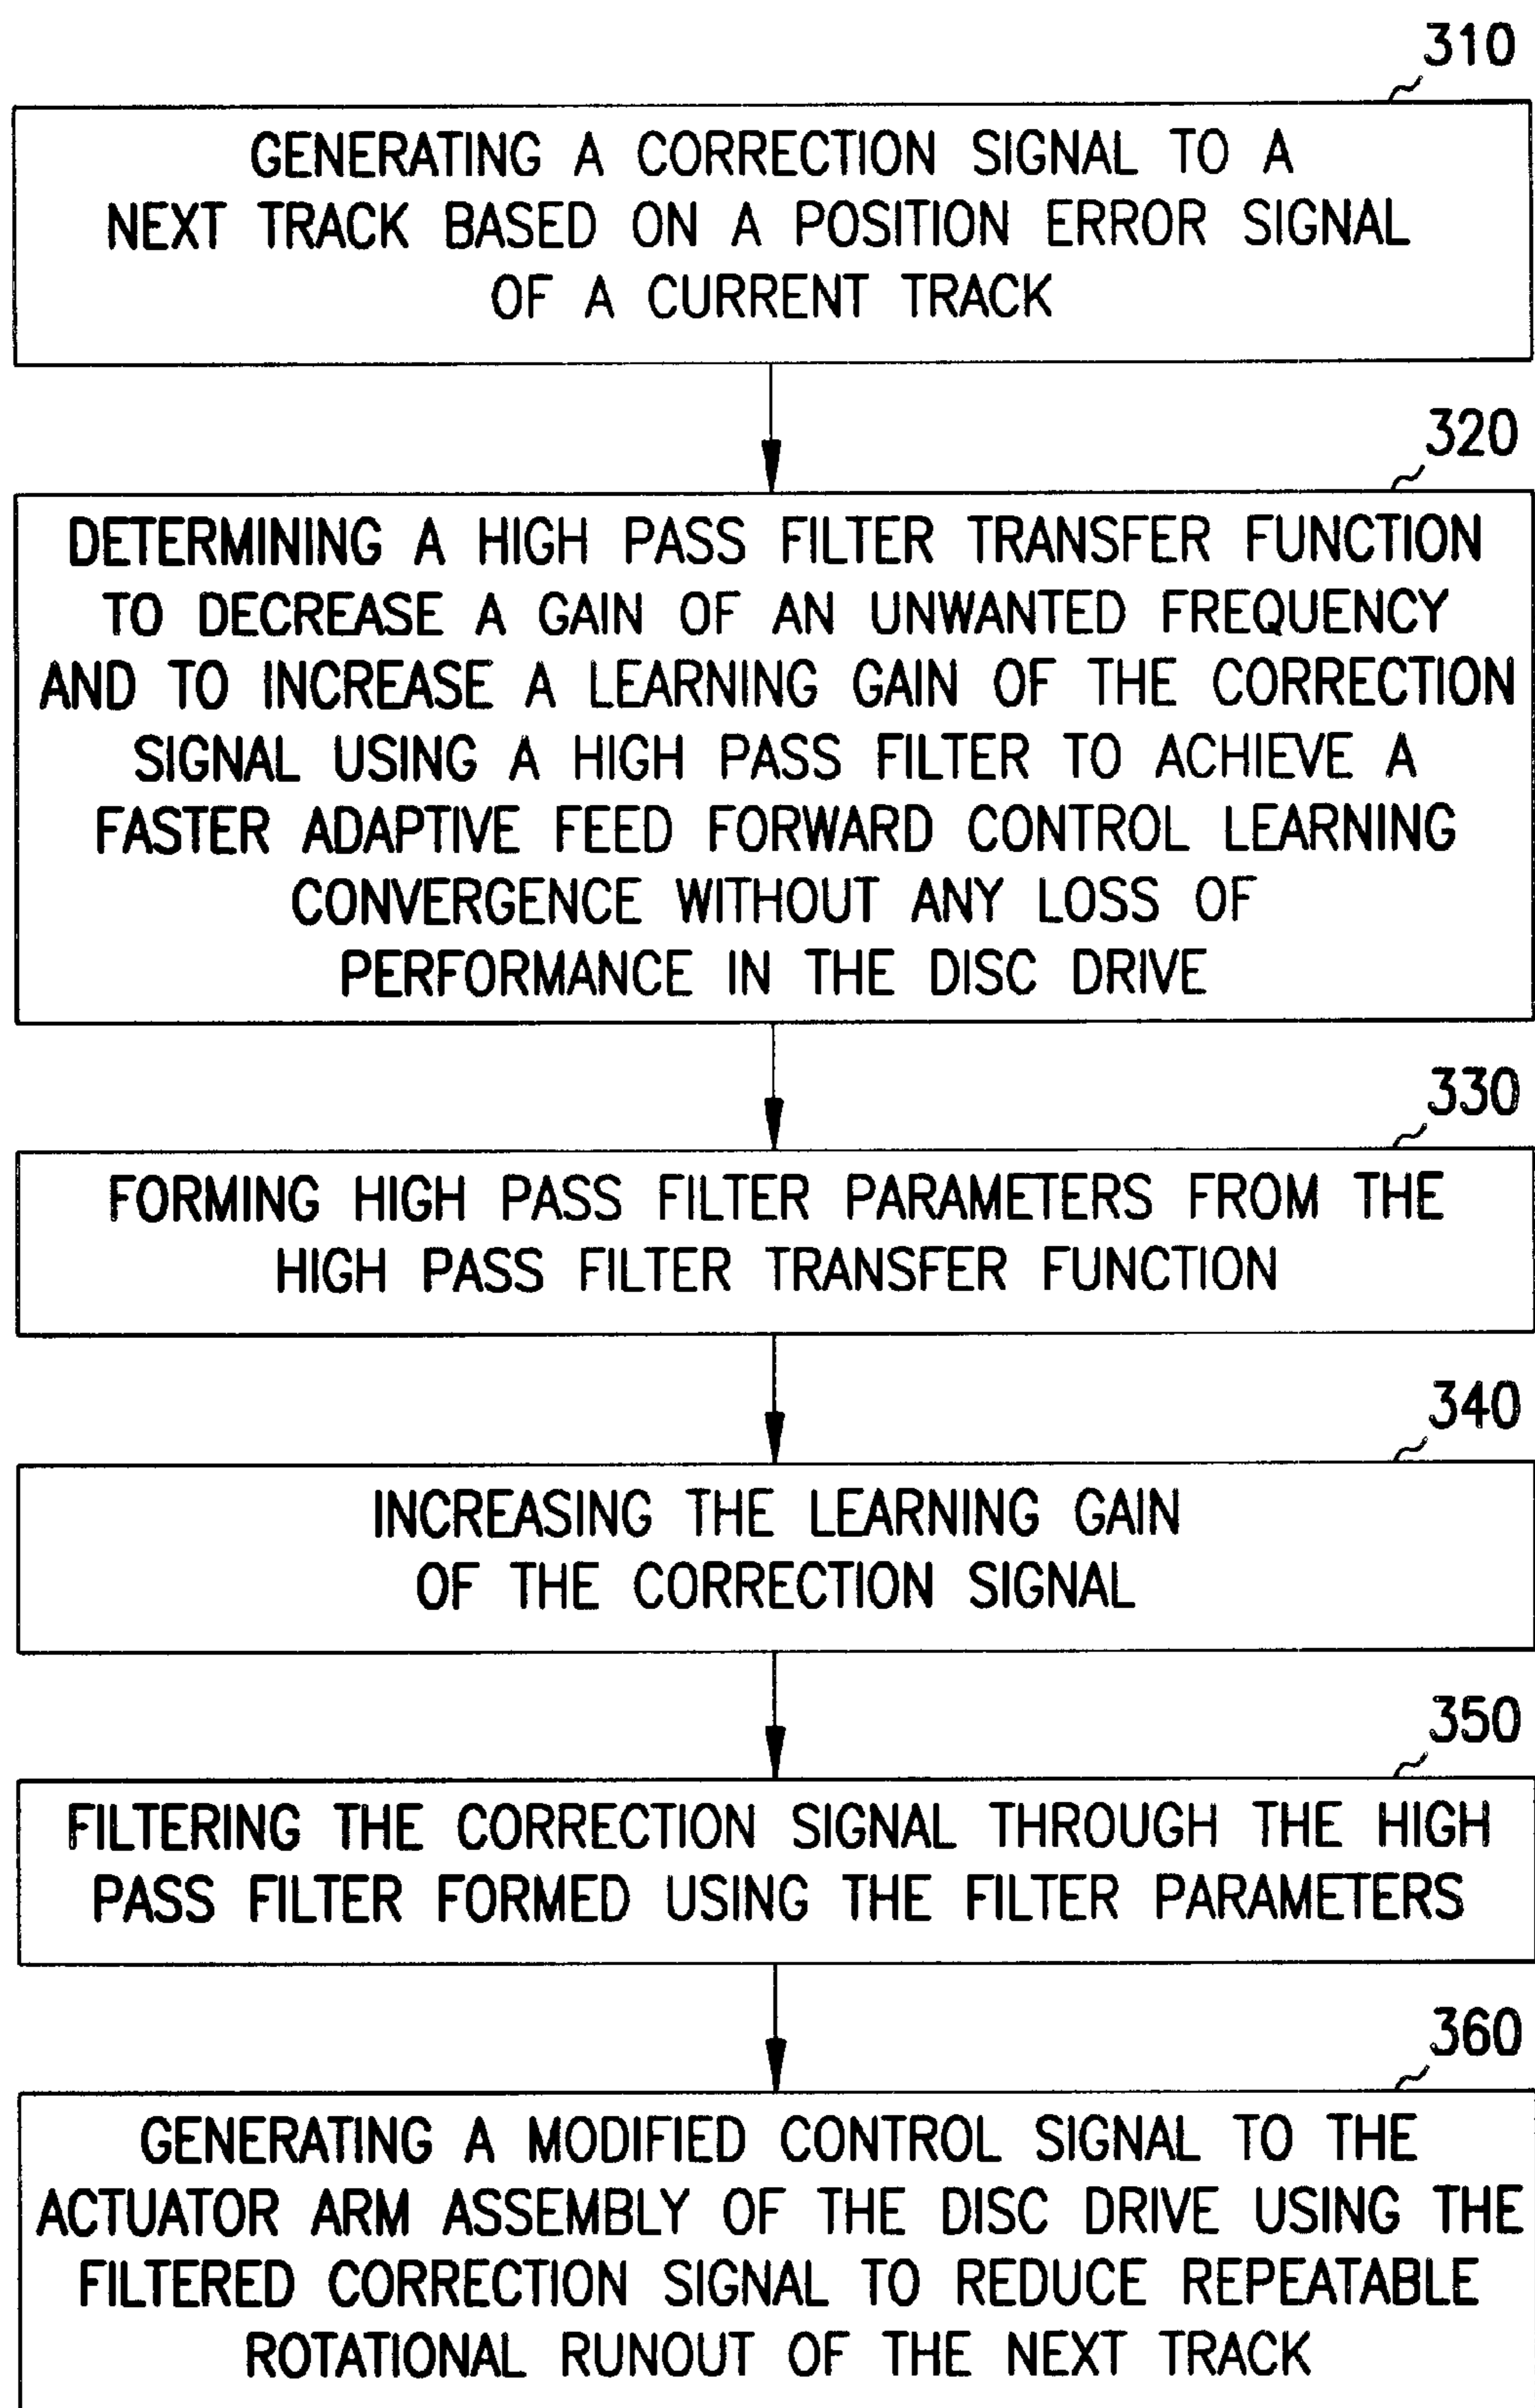 310
GENERATING A CORRECTION SIGNAL TO A
NEXT TRACK BASED ON A POSITION ERROR SIGNAL
OF A CURRENT TRACK
320
DETERMINING A HIGH PASS FILTER TRANSFER FUNCTION
TO DECREASE A GAIN OF AN UNWANTED FREQUENCY
AND TO INCREASE A LEARNING GAIN OF THE CORRECTION
SIGNAL USING A HIGH PASS FILTER TO ACHIEVE A
FASTER ADAPTIVE FEED FORWARD CONTROL LEARNING
CONVERGENCE WITHOUT ANY LOSS OF
PERFORMANCE IN THE DISC DRIVE
330
FORMING HIGH PASS FILTER PARAMETERS FROM THE
HIGH PASS FILTER TRANSFER FUNCTION
340
INCREASING THE LEARNING GAIN
OF THE CORRECTION SIGNAL
350
FILTERING THE CORRECTION SIGNAL THROUGH THE HIGH
PASS FILTER FORMED USING THE FILTER PARAMETERS
360
GENERATING A MODIFIED CONTROL SIGNAL TO THE
ACTUATOR ARM ASSEMBLY OF THE DISC DRIVE USING THE
FILTERED CORRECTION SIGNAL TO REDUCE REPEATABLE
ROTATIONAL RUNOUT OF THE NEXT TRACK